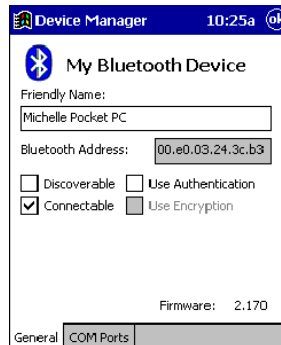 Device Manager 10:25a ok
My Bluetooth Device
Friendly Name:
Michelle Pocket PC
Bluetooth Address: 00.e0.03.24.3c.b3
Discoverable Use Authentication
Connectable Use Encryption
Firmware: 2.170
General COM Ports